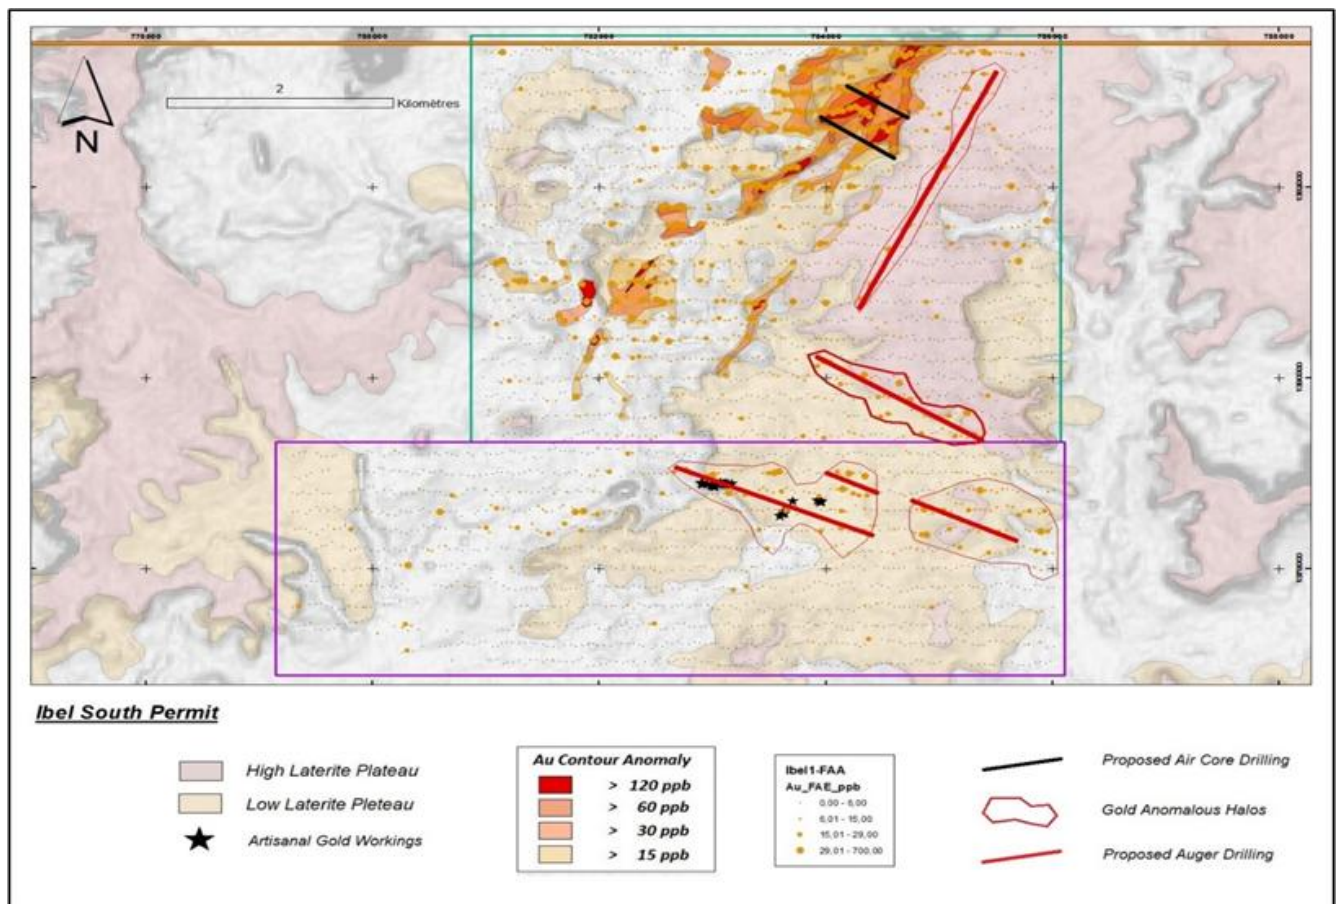 782000
784000
2
Kilomètres
N
Ibel South Permit
High Laterite Plateau
Low Laterite Pleteau
Artisanal Gold Workings
Au Contour Anomaly
> 120 ppb
> 60 ppb
> 30 ppb
> 15 ppb
Ibel1-FAA
Au_FAE_ppb
0,00 - 6,00
6,01 - 15,00
15,01 - 29,00
29,01 - 700,00
Proposed Air Core Drilling
Gold Anomalous Halos
Proposed Auger Drilling